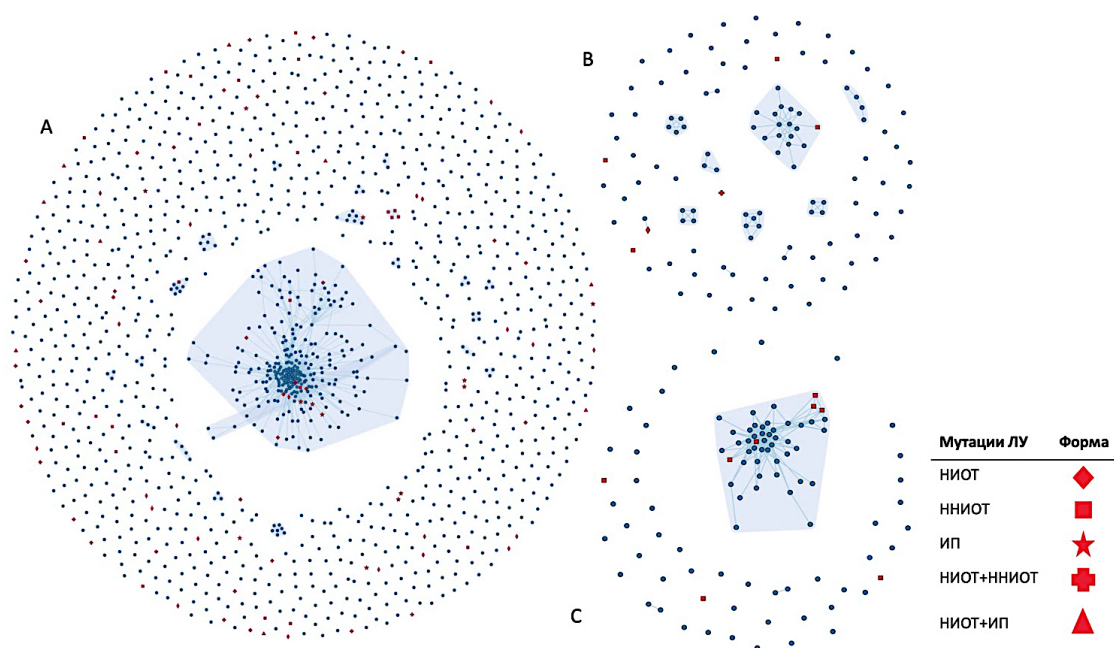 A
B
C
Мутации ЛУ Форма
НИОТ
ННИОТ
ИП
НИОТ+ННИОТ
НИОТ+ИП